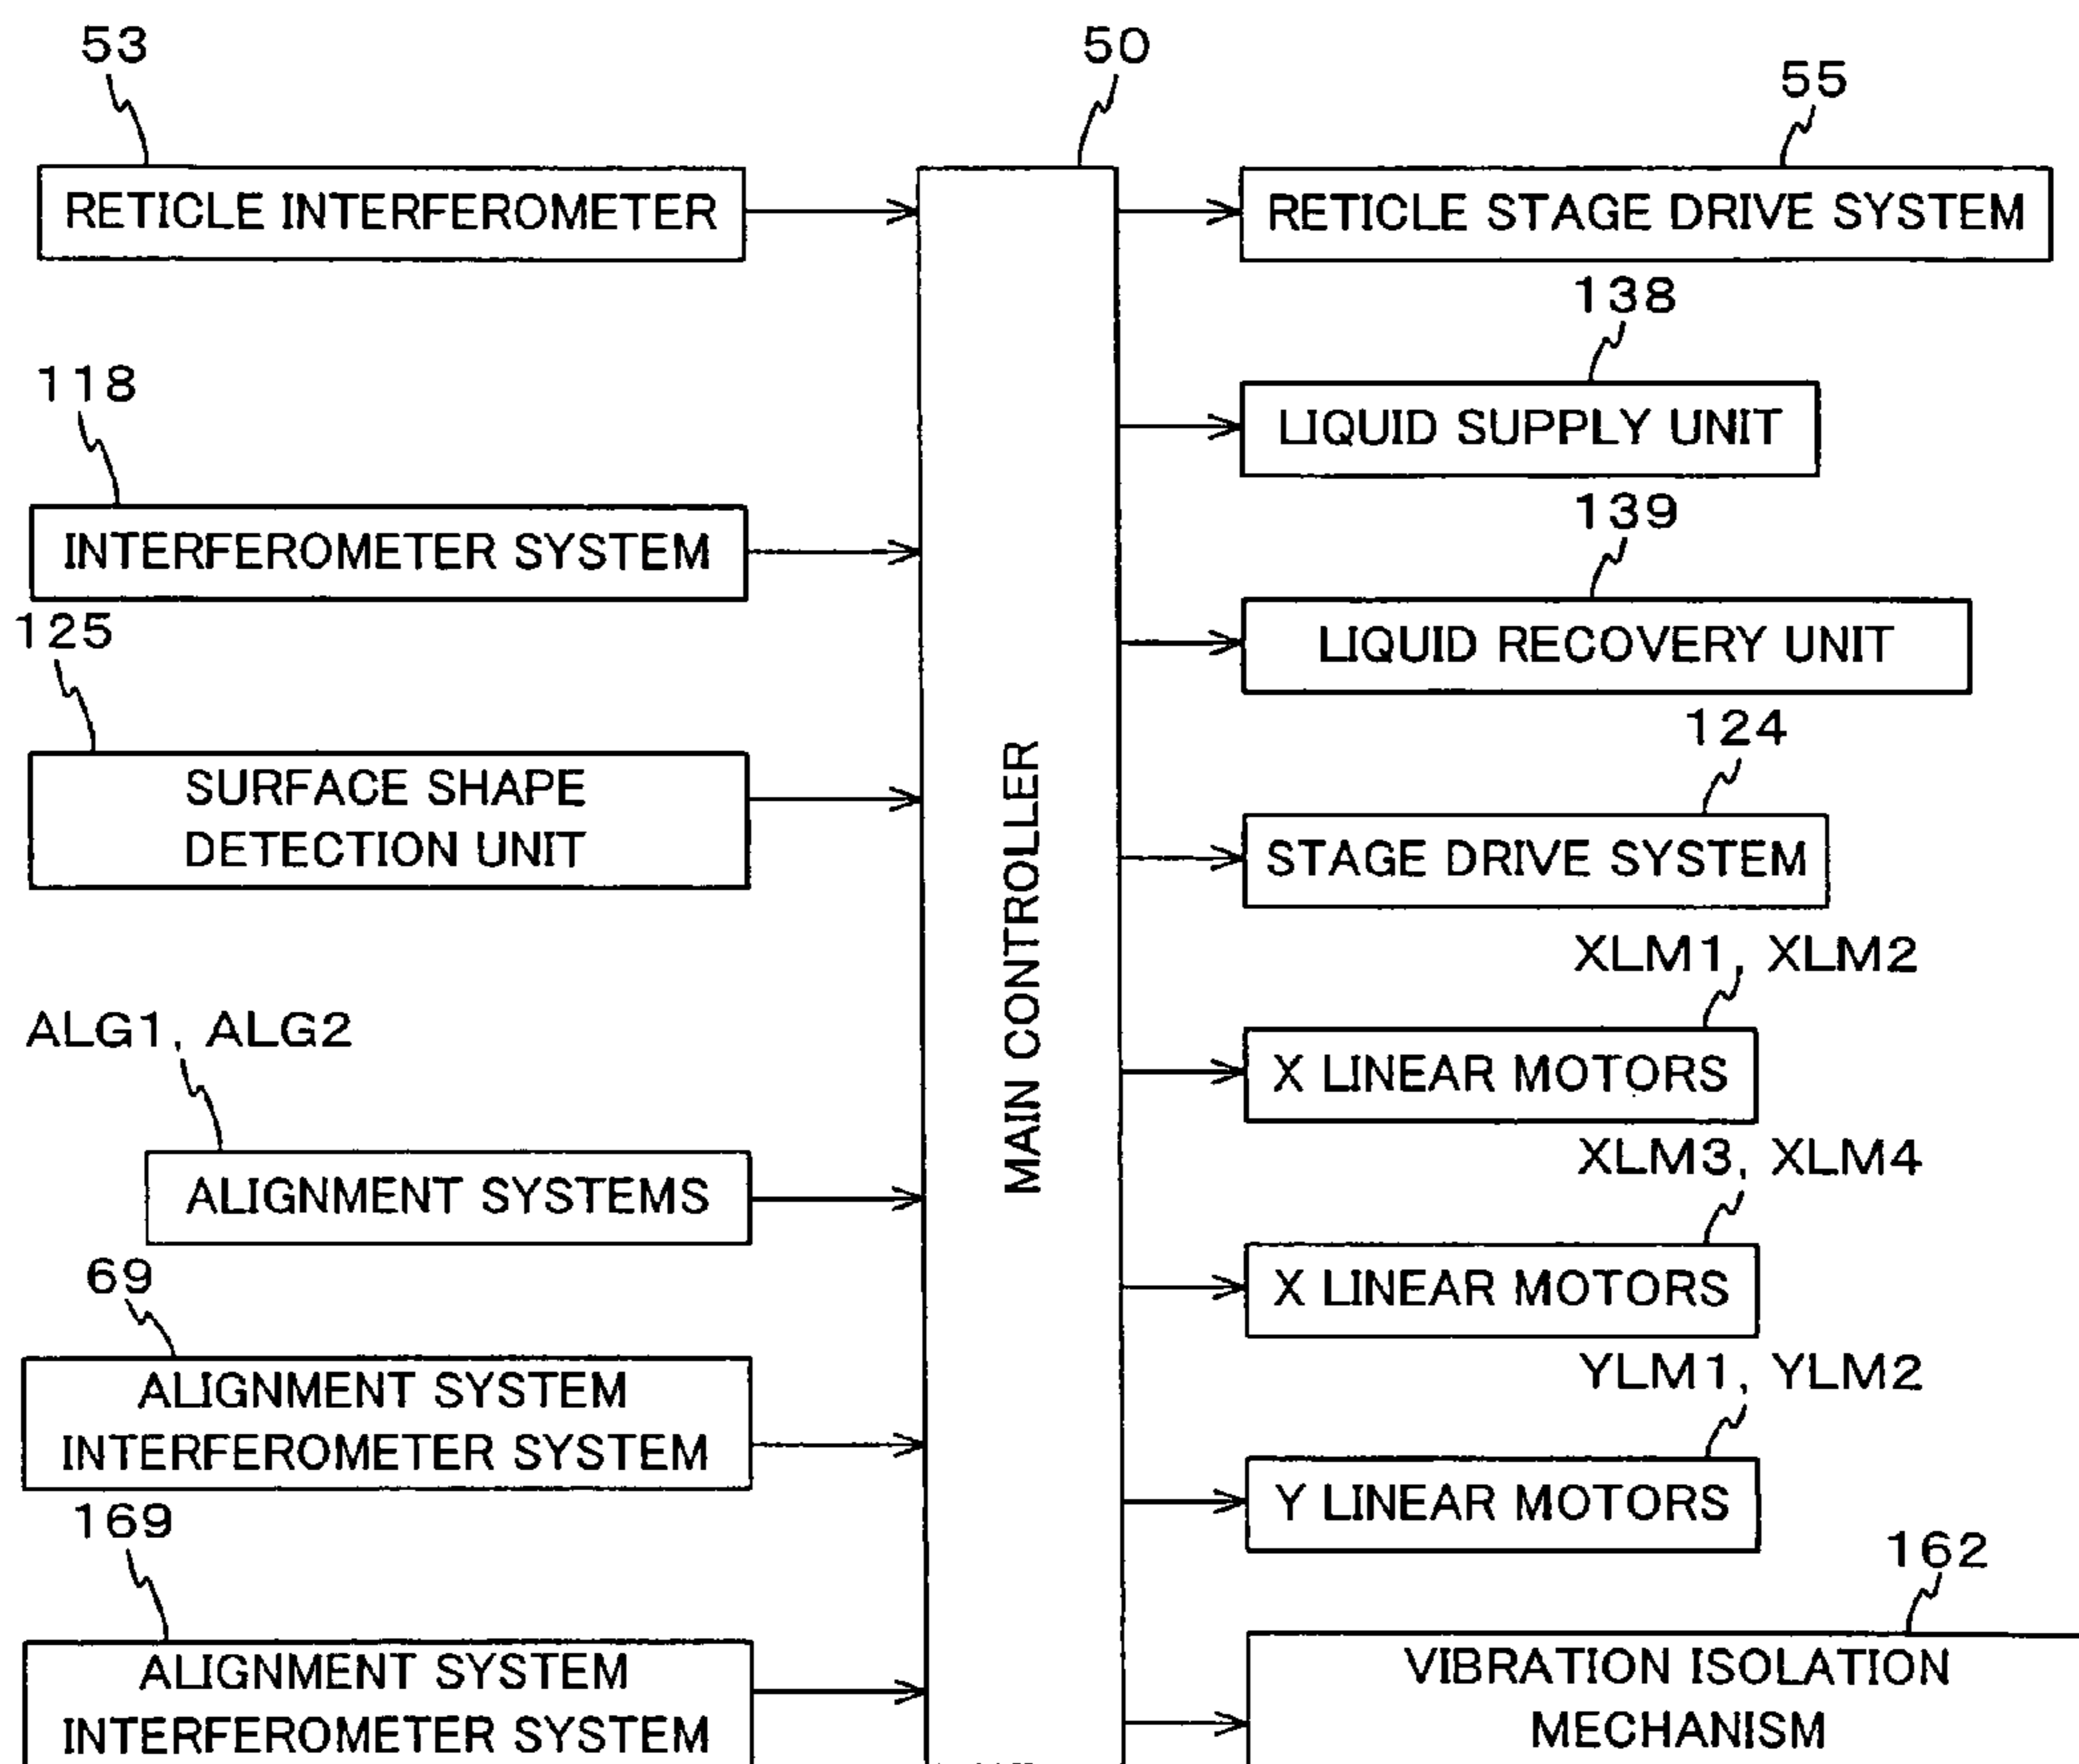 53
50
55
RETICLE INTERFEROMETER
RETICLE STAGE DRIVE SYSTEM
138
118
LIQUID SUPPLY UNIT
139
INTERFEROMETER SYSTEM
125
LIQUID RECOVERY UNIT
124
SURFACE SHAPE
DETECTION UNIT
STAGE DRIVE SYSTEM
MAIN CONTROLLER
XLM1, XLM2
ALG1, ALG2
X LINEAR MOTORS
XLM3, XLM4
ALIGNMENT SYSTEMS
69
X LINEAR MOTORS
YLM1, YLM2
ALIGNMENT SYSTEM
INTERFEROMETER SYSTEM
Y LINEAR MOTORS
169
162
ALIGNMENT SYSTEM
INTERFEROMETER SYSTEM
VIBRATION ISOLATION
MECHANISM